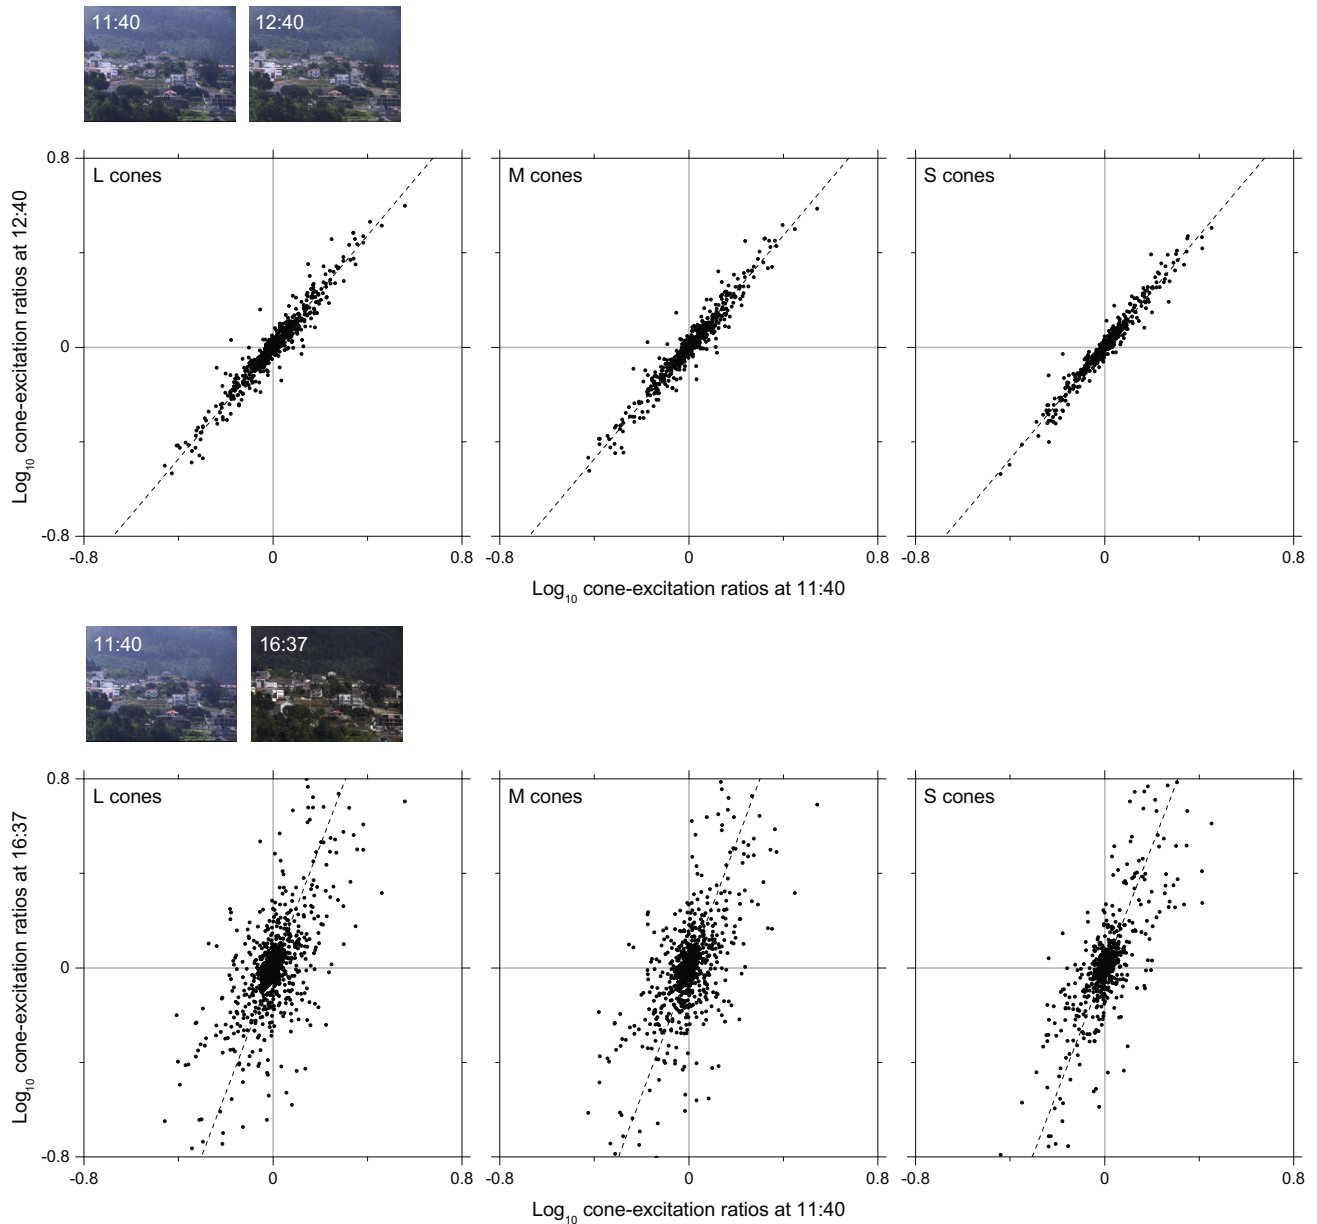 11:40 12:40
0.8
L cones M cones S cones
Log10 cone-excitation ratios at 12:40
0
-0.8
-0.8 0 0.8 -0.8 0 0.8 -0.8 0 0.8
Log10 cone-excitation ratios at 11:40
11:40 16:37
0.8
L cones M cones S cones
Log10 cone-excitation ratios at 16:37
0
-0.8
-0.8 0 0.8 -0.8 0 0.8 -0.8 0 0.8
Log10 cone-excitation ratios at 11:40